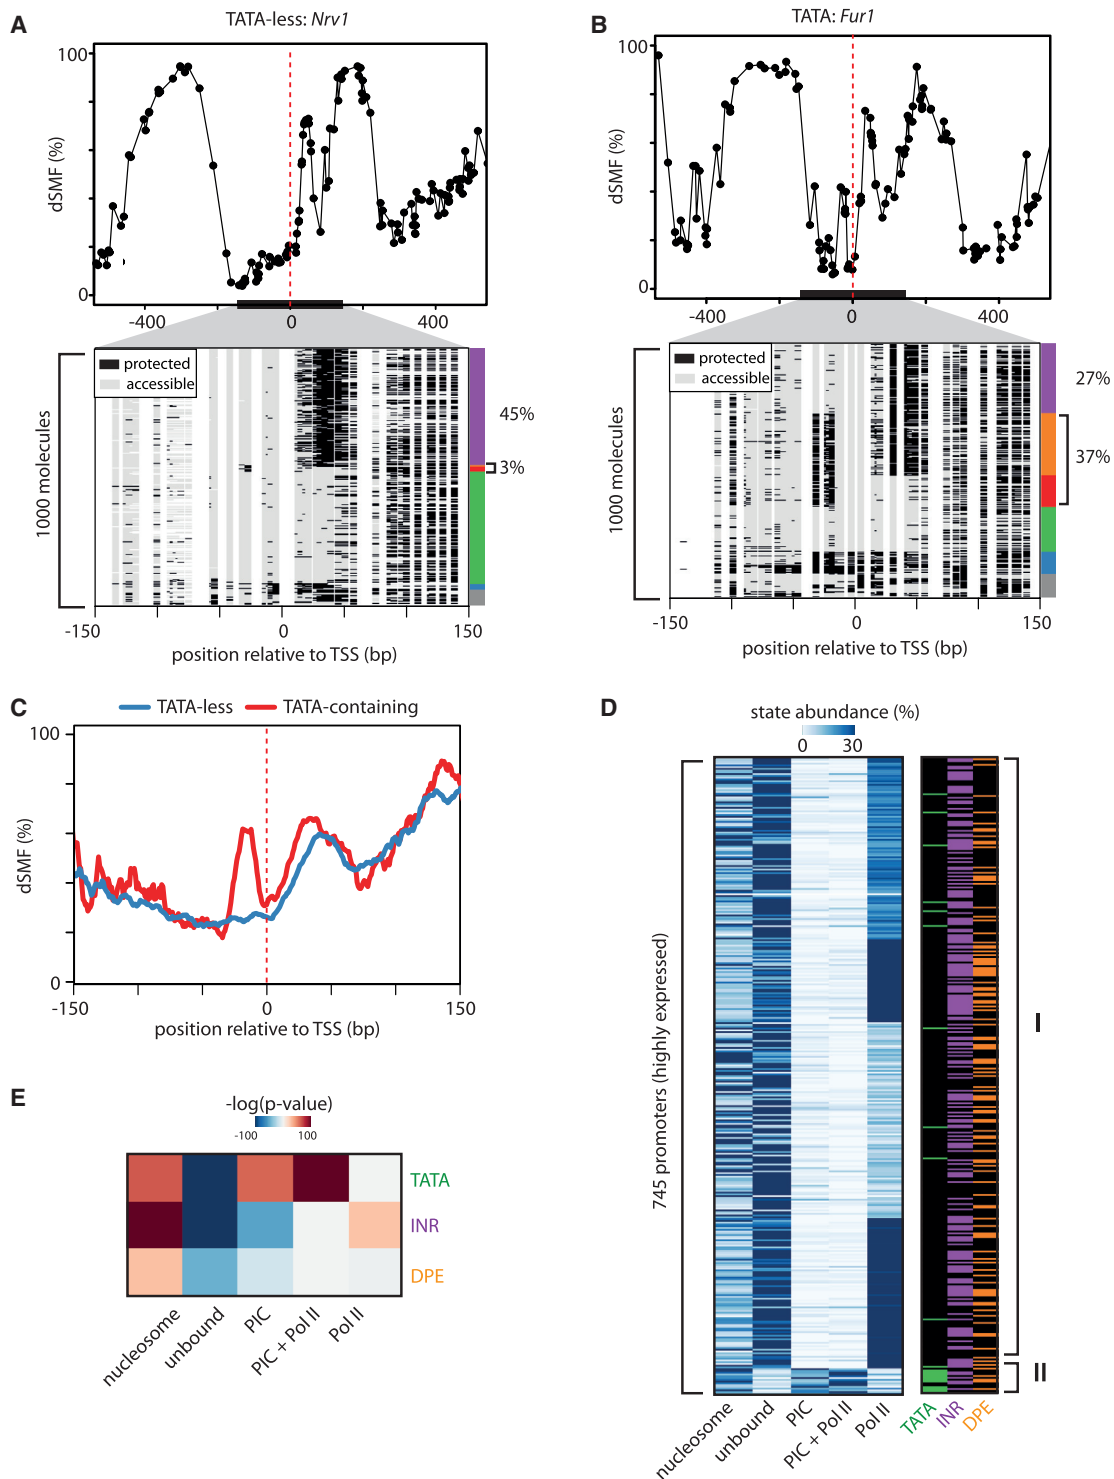 A
TATA-less: Nrv1
100
dSMF (%)
0
-400
0
400
protected
accessible
1000 molecules
45%
3%
-150
0
150
position relative to TSS (bp)
B
TATA: Fur1
100
dSMF (%)
0
-400
0
400
protected
accessible
1000 molecules
27%
37%
-150
0
150
position relative to TSS (bp)
C
TATA-less
TATA-containing
100
dSMF (%)
0
-150
0
150
position relative to TSS (bp)
D
state abundance (%)
0 30
745 promoters (highly expressed)
I
II
nucleosome
unbound
PIC
PIC + Pol II
Pol II
TATA
INR
DPE
E
-log(p-value)
-100 100
TATA
INR
DPE
nucleosome
unbound
PIC
PIC + Pol II
Pol II